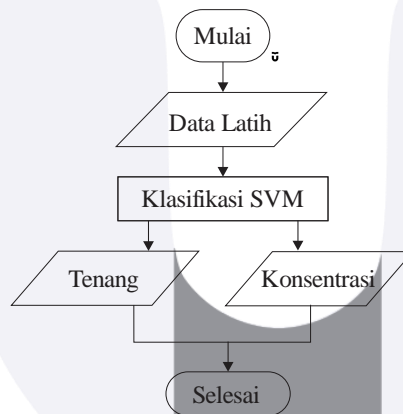 Mulai
Data Latih
Klasifikasi SVM
Tenang
Konsentrasi
Selesai